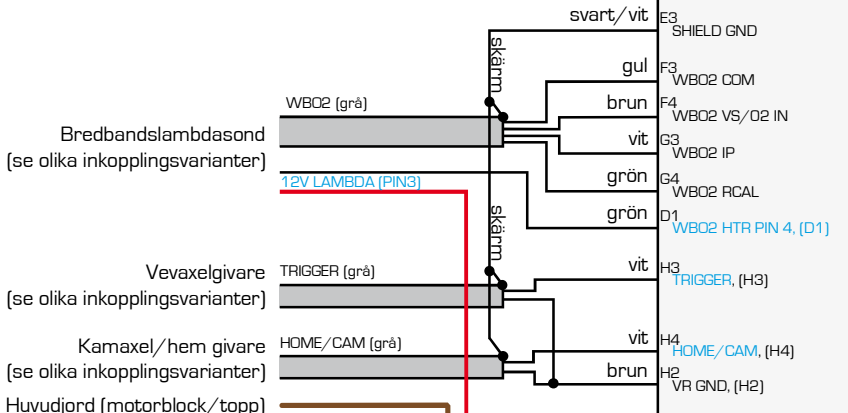 svart/vit E3
SHIELD GND
skärm
gul F3
WBO2 COM
WBO2 (grå)
brun F4
WBO2 VS/O2 IN
Bredbandslambdasond
(se olika inkopplingsvarianter)
vit G3
WBO2 IP
grön G4
WBO2 RCAL
12V LAMBDA (PIN3)
grön D1
WBO2 HTR PIN 4, (D1)
skärm
Vevaxelgivare
(se olika inkopplingsvarianter)
TRIGGER (grå)
vit H3
TRIGGER, (H3)
Kamaxel/hem givare
(se olika inkopplingsvarianter)
HOME/CAM (grå)
vit H4
HOME/CAM, (H4)
brun H2
VR GND, (H2)
Huvudjord (motorblock/topp)